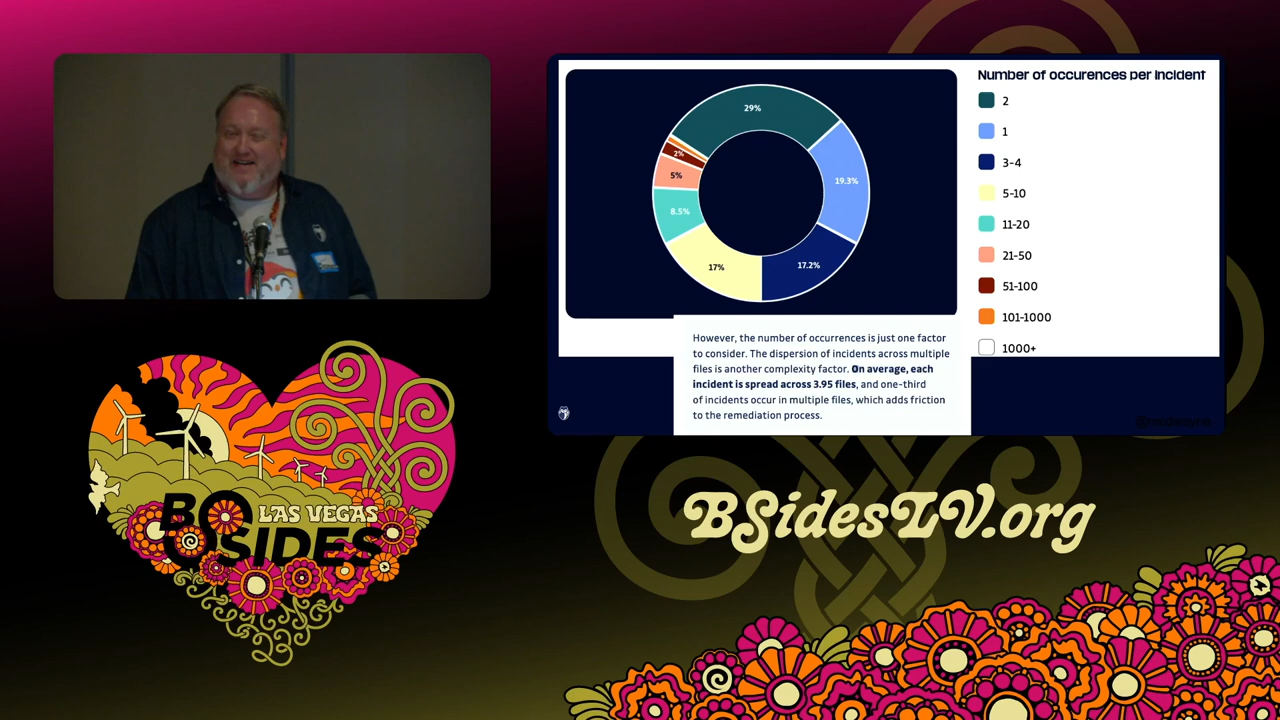 Number of occurences per incident
2
1
3-4
5-10
11-20
21-50
51-100
101-1000
1000+
29%
19.3%
17.2%
17%
8.5%
5%
2%
However, the number of occurrences is just one factor
to consider. The dispersion of incidents across multiple
files is another complexity factor. On average, each
incident is spread across 3.95 files, and one-third
of incidents occur in multiple files, which adds friction
to the remediation process.
BSIDES
LAS VEGAS
BSidesLV.org